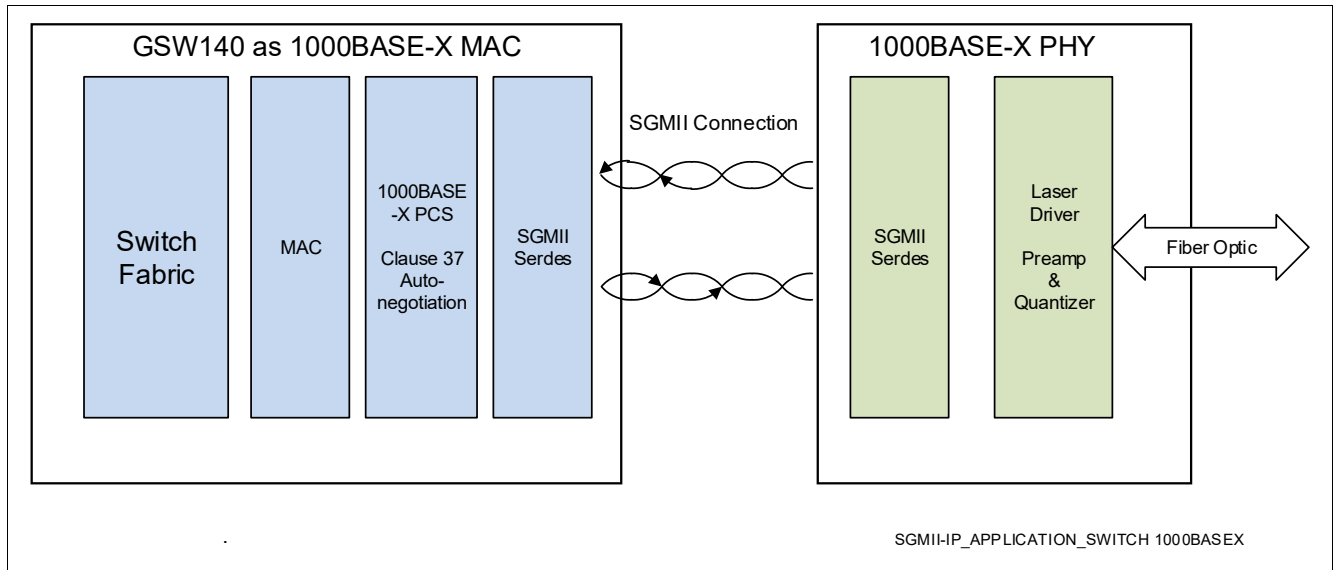 GSW140 as 1000BASE-X MAC
1000BASE-X PHY
Switch
Fabric
MAC
1000BASE
-X PCS
Clause 37
Auto-
negotiation
SGMII
Serdes
SGMII Connection
SGMII
Serdes
Laser
Driver
Preamp
&
Quantizer
Fiber Optic
.
SGMII-IP_APPLICATION_SWITCH 1000BASEX